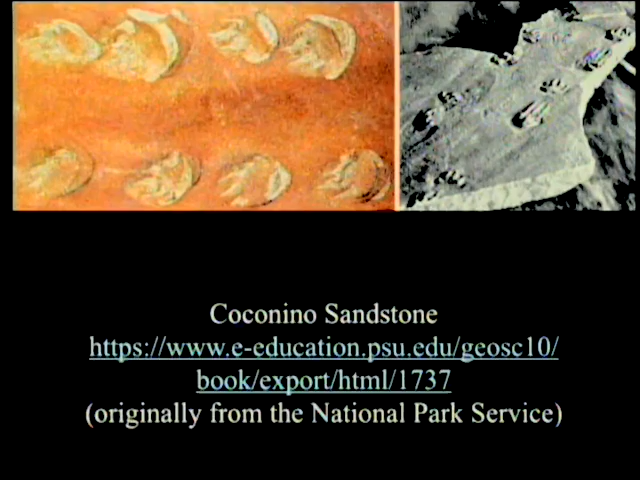 Coconino Sandstone
https://www.e-education.psu.edu/geosc10/
book/export/html/1737
(originally from the National Park Service)